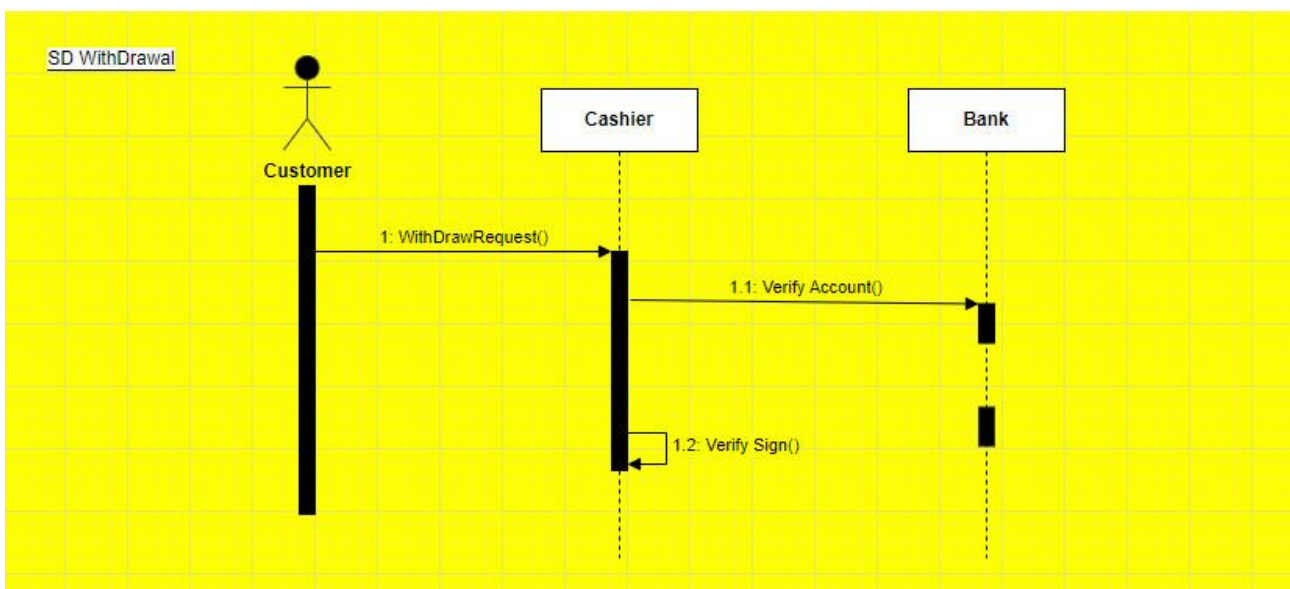 SD WithDrawal
Cashier
Bank
Customer
1: WithDrawRequest()
1.1: Verify Account()
1.2: Verify Sign()